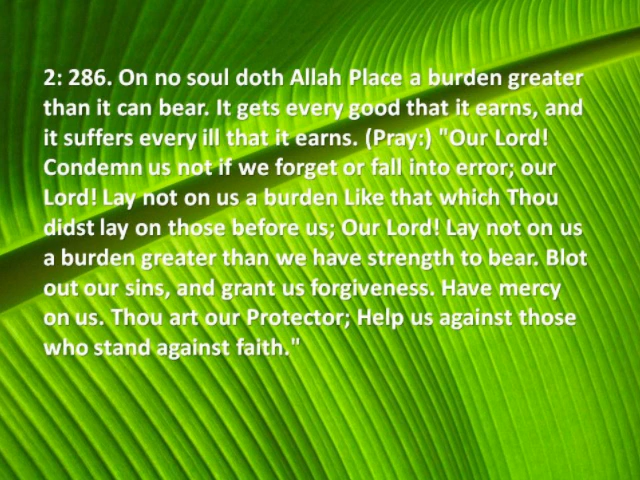 2: 286. On no soul doth Allah Place a burden greater
than it can bear. It gets every good that it earns, and
it suffers every ill that it earns. (Pray:) "Our Lord!
Condemn us not if we forget or fall into error; our
Lord! Lay not on us a burden Like that which Thou
didst lay on those before us; Our Lord! Lay not on us
a burden greater than we have strength to bear. Blot
out our sins, and grant us forgiveness. Have mercy
on us. Thou art our Protector; Help us against those
who stand against faith."